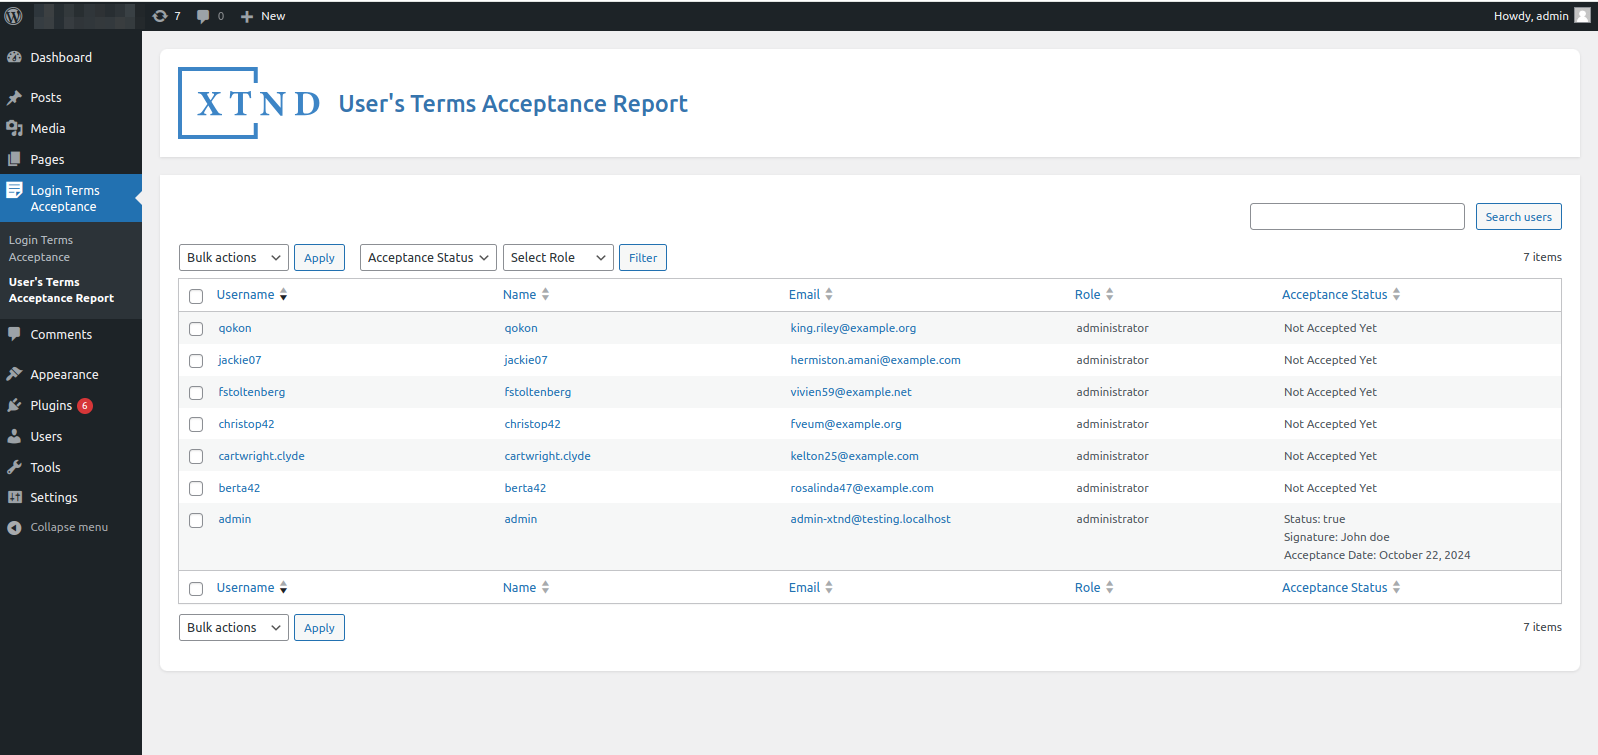 7 0 New Howdy, admin
Dashboard
Posts
Media
Pages
Login Terms
Acceptance
Login Terms
Acceptance
User's Terms
Acceptance Report
Comments
Appearance
Plugins 6
Users
Tools
Settings
Collapse menu
XTND User's Terms Acceptance Report
Search users
Bulk actions Apply Acceptance Status Select Role Filter 7 items
Username Name Email Role Acceptance Status
qokon qokon king.riley@example.org administrator Not Accepted Yet
jackie07 jackie07 hermiston.amani@example.com administrator Not Accepted Yet
fstoltenberg fstoltenberg vivien59@example.net administrator Not Accepted Yet
christop42 christop42 fveum@example.org administrator Not Accepted Yet
cartwright.clyde cartwright.clyde kelton25@example.com administrator Not Accepted Yet
berta42 berta42 rosalinda47@example.com administrator Not Accepted Yet
admin admin admin-xtnd@testing.localhost administrator Status: true
Signature: John doe
Acceptance Date: October 22, 2024
Username Name Email Role Acceptance Status
Bulk actions Apply 7 items